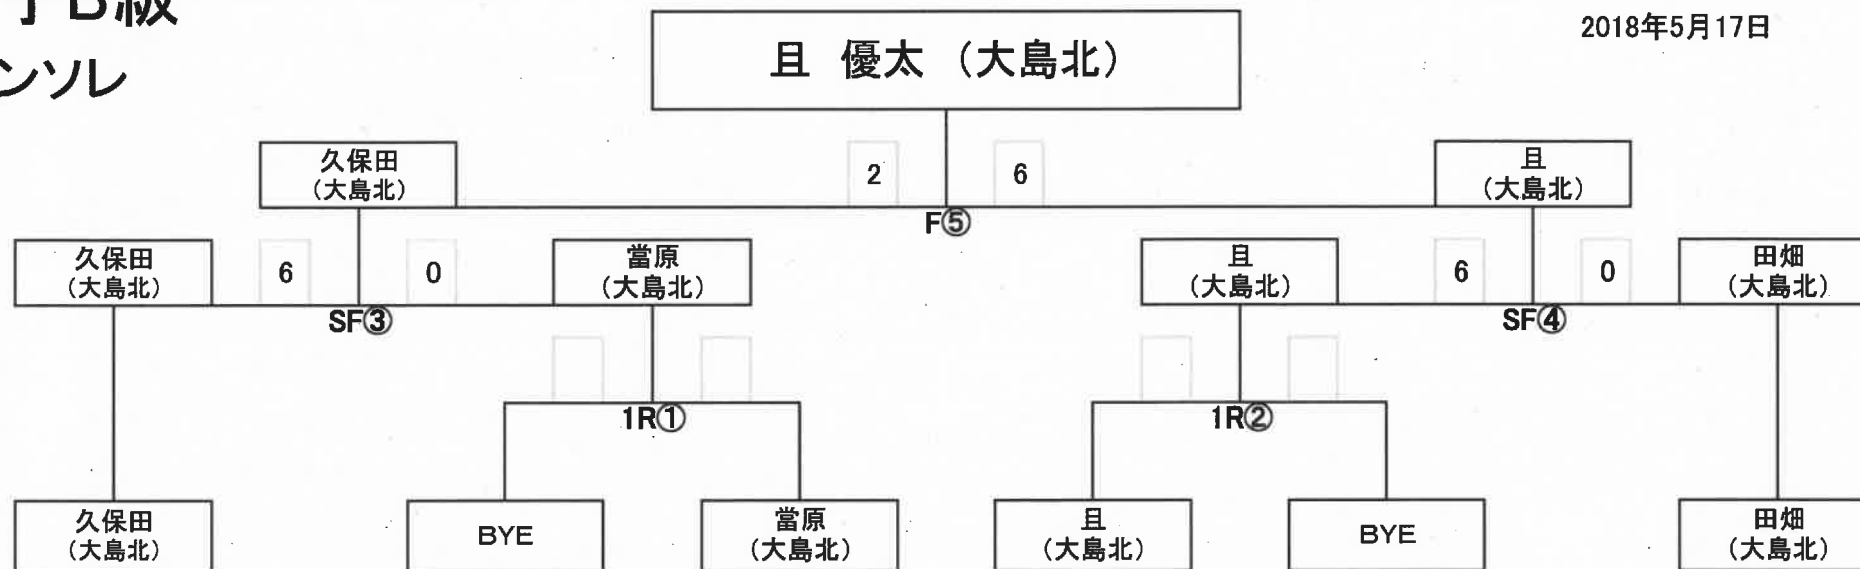 子B級
ンソレ
2018年5月17日
且 優太 (大島北)
久保田
(大島北)
2
6
且
(大島北)
F⑤
久保田
(大島北)
6
0
當原
(大島北)
且
(大島北)
6
0
田畑
(大島北)
SF③
SF④
1R①
1R②
久保田
(大島北)
BYE
當原
(大島北)
且
(大島北)
BYE
田畑
(大島北)